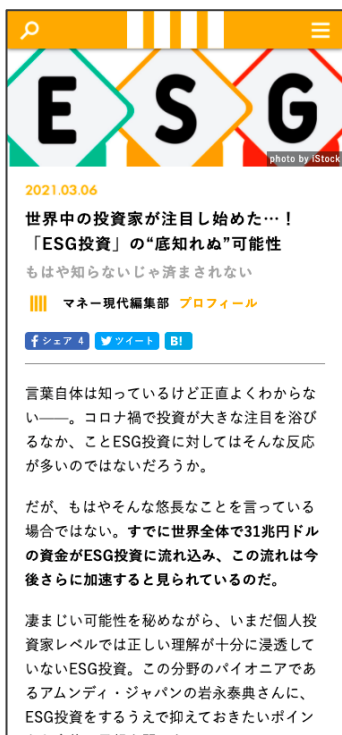 ESG
photo by iStock
2021.03.06
世界中の投資家が注目し始めた…！
「ESG投資」の“底知れぬ”可能性
もはや知らないじゃ済まされない
マネー現代編集部 プロフィール
シェア 4 ツイート B!
言葉自体は知っているけど正直よくわからな
い――。コロナ禍で投資が大きな注目を浴び
るなか、ことESG投資に対してはそんな反応
が多いのではないだろうか。
だが、もはやそんな悠長なことを言っている
場合ではない。すでに世界全体で31兆円ドル
の資金がESG投資に流れ込み、この流れは今
後さらに加速すると見られているのだ。
凄まじい可能性を秘めながら、いまだ個人投
資家レベルでは正しい理解が十分に浸透して
いないESG投資。この分野のパイオニアであ
るアムンディ・ジャパンの岩永泰典さんに、
ESG投資をするうえで抑えておきたいポイン